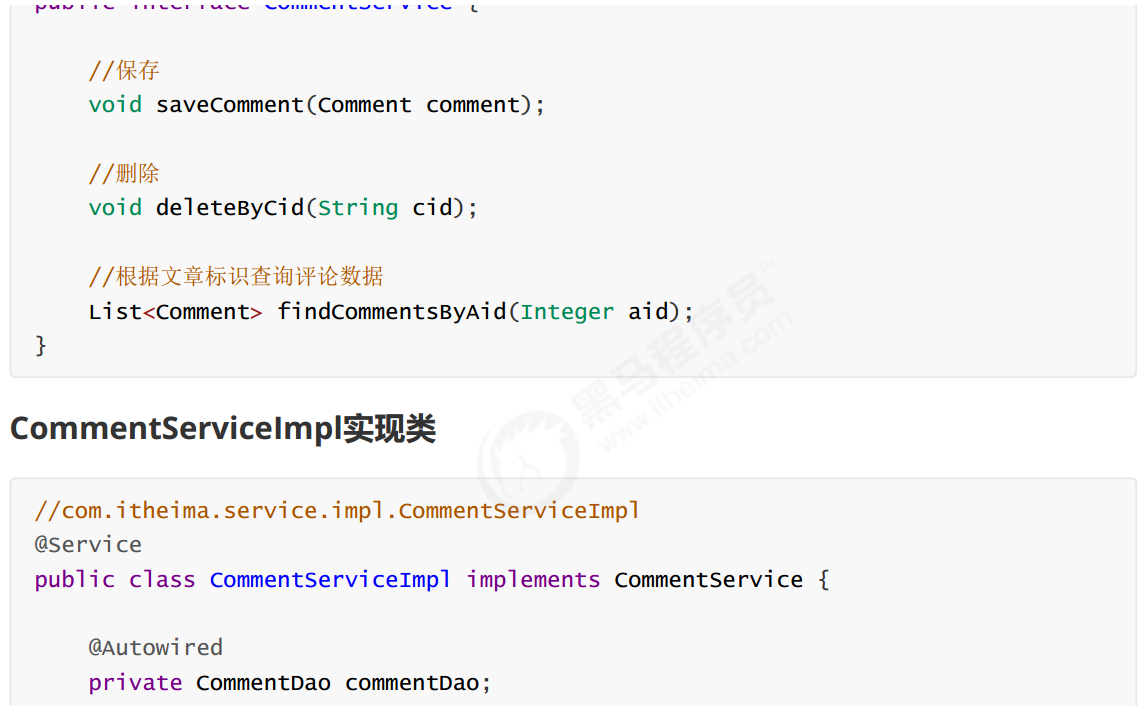 public interface CommentService {
//保存
void saveComment(Comment comment);
//删除
void deleteByCid(String cid);
//根据文章标识查询评论数据
List<Comment> findCommentsByAid(Integer aid);
}
黑马程序员™
www.itheima.com
CommentServiceImpl实现类
//com.itheima.service.impl.CommentServiceImpl
@Service
public class CommentServiceImpl implements CommentService {
@Autowired
private CommentDao commentDao;